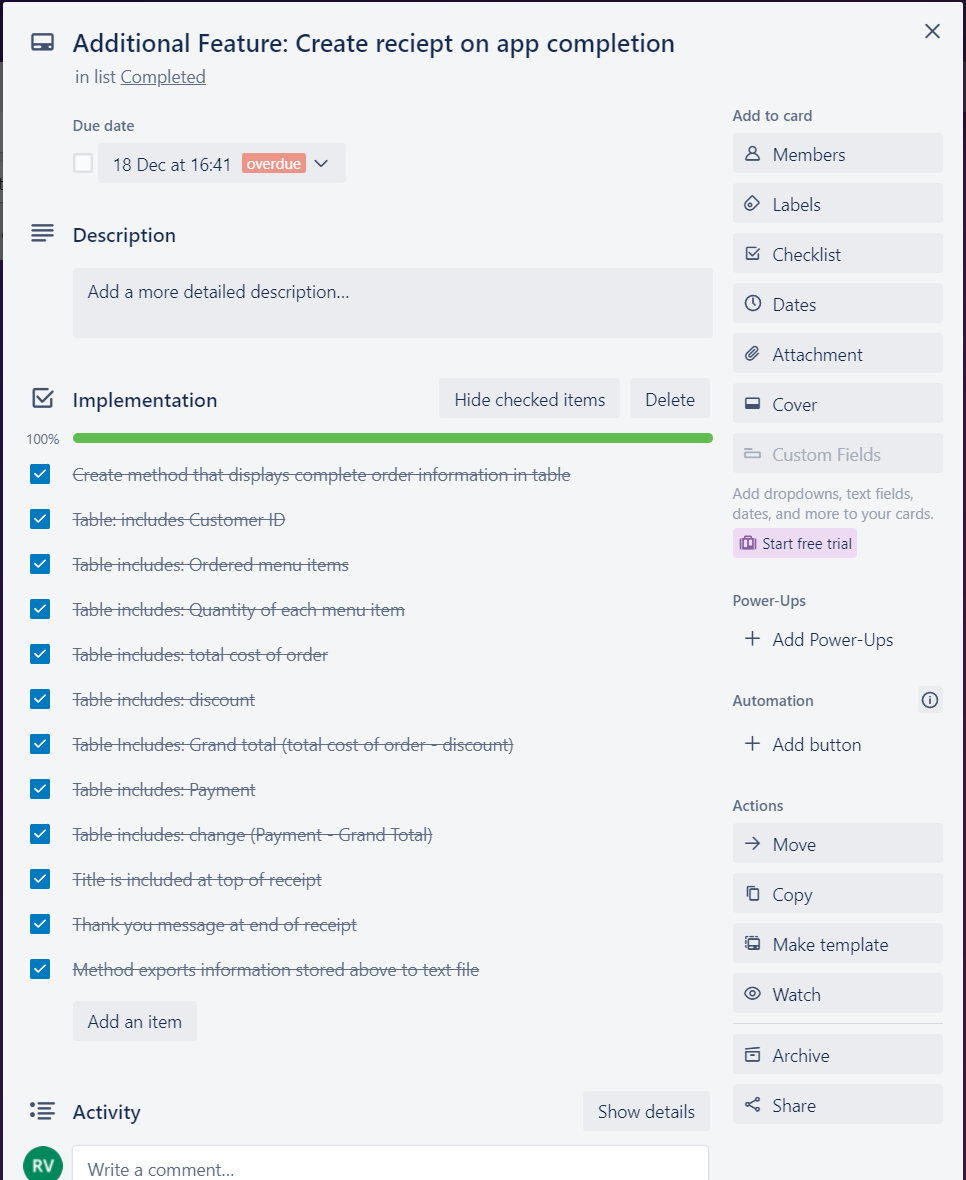 Additional Feature: Create reciept on app completion
in list Completed
Due date
18 Dec at 16:41 overdue
Description
Add a more detailed description...
Implementation
Hide checked items
Delete
100%
Create method that displays complete order information in table
Table: includes Customer ID
Table includes: Ordered menu items
Table includes: Quantity of each menu item
Table includes: total cost of order
Table includes: discount
Table Includes: Grand total (total cost of order - discount)
Table includes: Payment
Table includes: change (Payment - Grand Total)
Title is included at top of receipt
Thank you message at end of receipt
Method exports information stored above to text file
Add an item
Activity
Show details
RV
Write a comment...
Add to card
Members
Labels
Checklist
Dates
Attachment
Cover
Custom Fields
Add dropdowns, text fields,
dates, and more to your cards.
Start free trial
Power-Ups
Add Power-Ups
Automation
Add button
Actions
Move
Copy
Make template
Watch
Archive
Share